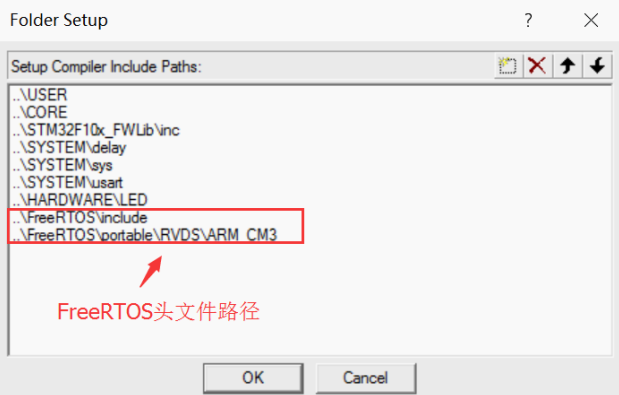 Folder Setup
Setup Compiler Include Paths:
..\USER
..\CORE
..\STM32F10x_FWLib\inc
..\SYSTEM\delay
..\SYSTEM\sys
..\SYSTEM\usart
..\HARDWARE\LED
..\FreeRTOS\include
..\FreeRTOS\portable\RVDS\ARM_CM3
FreeRTOS头文件路径
OK Cancel